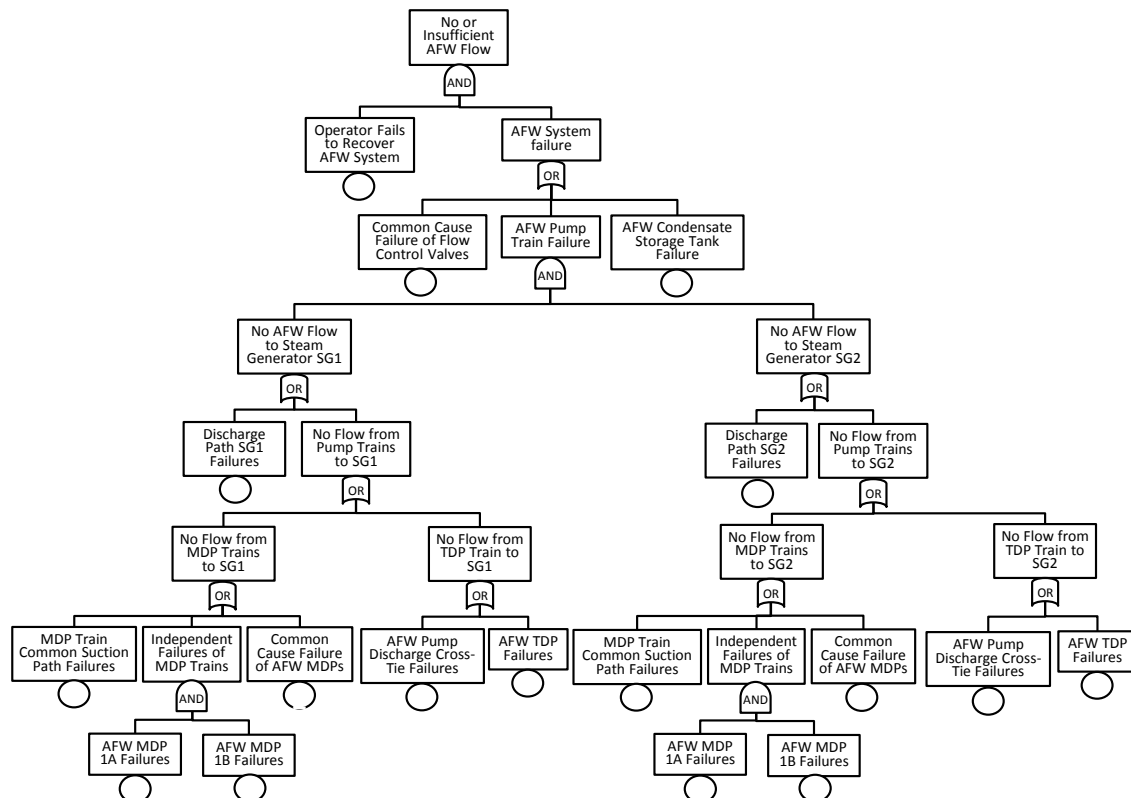 No or
Insufficient
AFW Flow
AND
Operator Fails
to Recover
AFW System
AFW System
failure
OR
Common Cause
Failure of Flow
Control Valves
AFW Pump
Train Failure
AFW Condensate
Storage Tank
Failure
AND
No AFW Flow
to Steam
Generator SG1
No AFW Flow
to Steam
Generator SG2
OR
OR
Discharge
Path SG1
Failures
No Flow from
Pump Trains
to SG1
Discharge
Path SG2
Failures
No Flow from
Pump Trains
to SG2
OR
OR
No Flow from
MDP Trains
to SG1
No Flow from
TDP Train to
SG1
No Flow from
MDP Trains
to SG2
No Flow from
TDP Train to
SG2
OR
OR
OR
OR
MDP Train
Common Suction
Path Failures
Independent
Failures of
MDP Trains
Common
Cause Failure
of AFW MDPs
AFW Pump
Discharge Cross-
Tie Failures
AFW TDP
Failures
MDP Train
Common Suction
Path Failures
Independent
Failures of
MDP Trains
Common
Cause Failure
of AFW MDPs
AFW Pump
Discharge Cross-
Tie Failures
AFW TDP
Failures
AND
AND
AFW MDP
1A Failures
AFW MDP
1B Failures
AFW MDP
1A Failures
AFW MDP
1B Failures